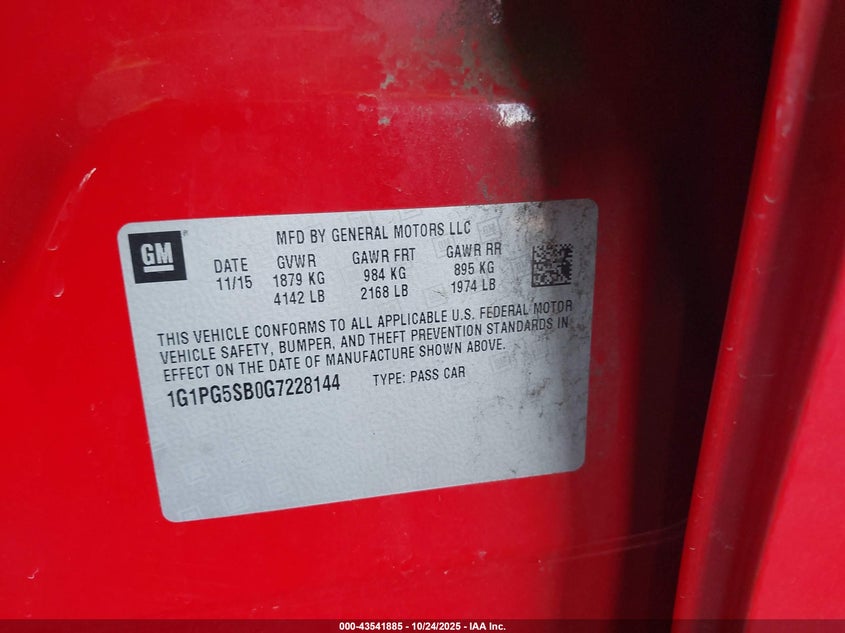 GM
MFD BY GENERAL MOTORS LLC
DATE GVWR GAWR FRT GAWR RR
11/15 1879 KG 984 KG 895 KG
4142 LB 2168 LB 1974 LB
THIS VEHICLE CONFORMS TO ALL APPLICABLE U.S. FEDERAL MOTOR
VEHICLE SAFETY, BUMPER, AND THEFT PREVENTION STANDARDS IN
EFFECT ON THE DATE OF MANUFACTURE SHOWN ABOVE.
1G1PG5SB0G7228144 TYPE: PASS CAR
000-43541885 - 10/24/2025 - IAA Inc.